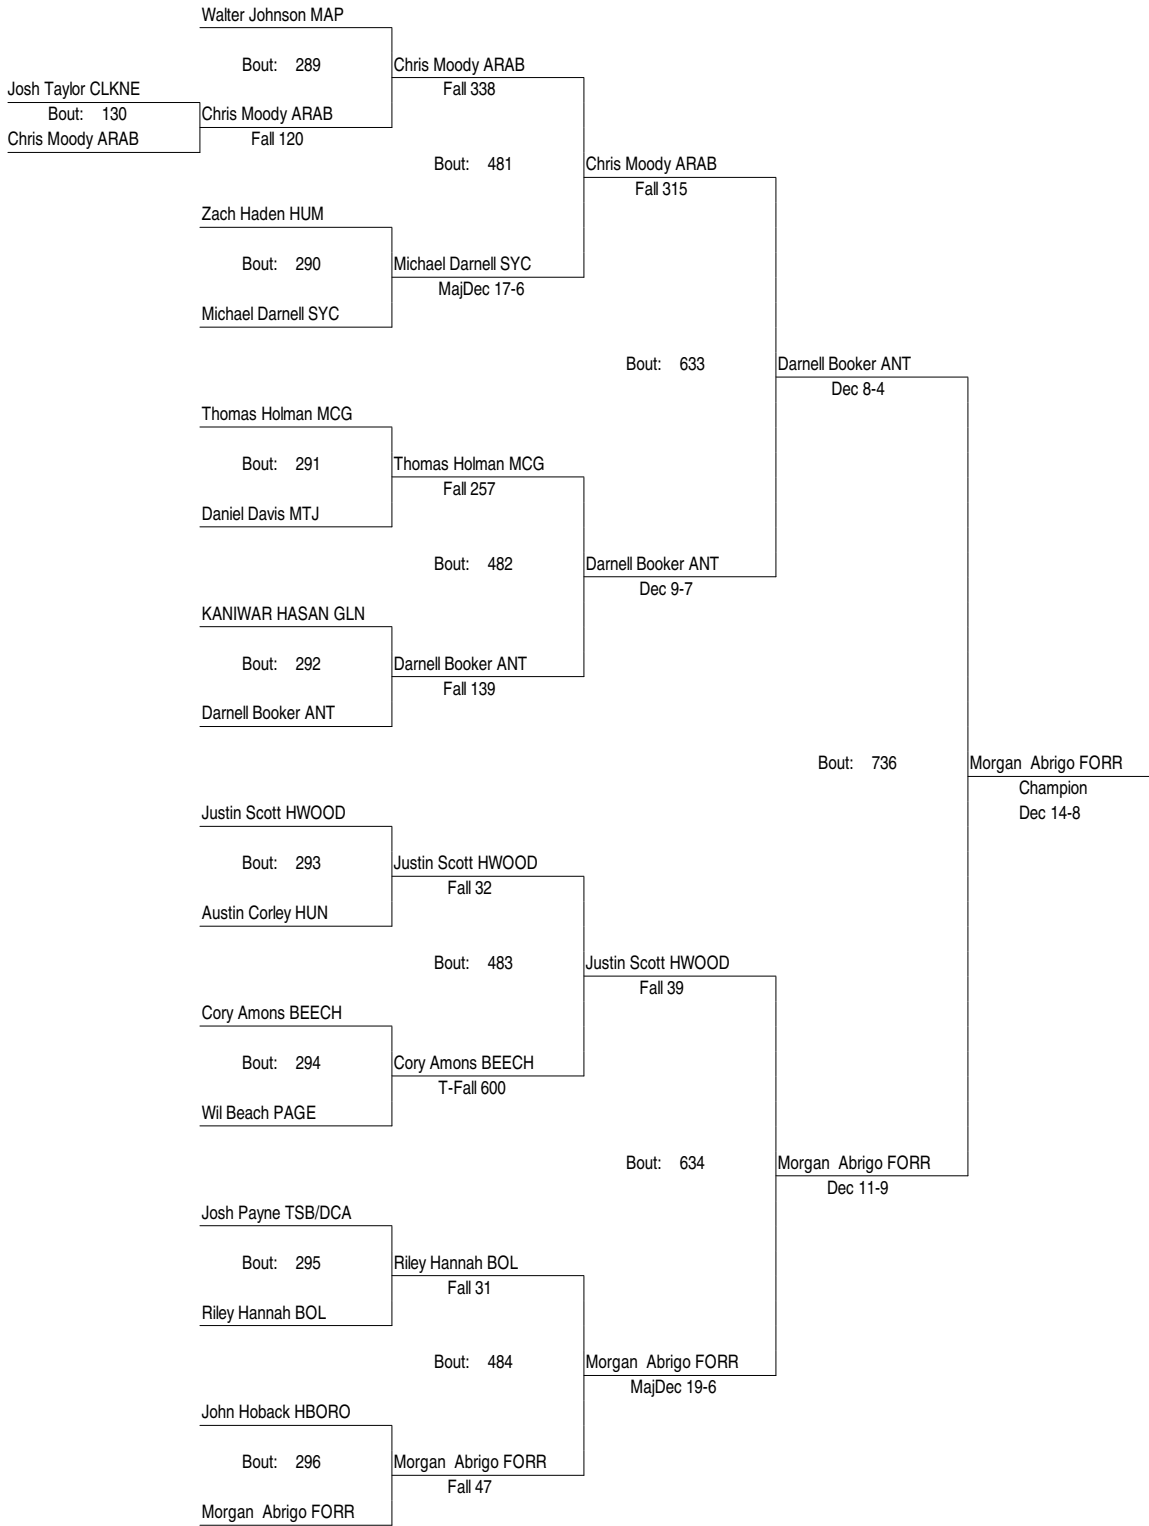 Walter Johnson MAP
Bout: 289
Chris Moody ARAB
Fall 338
Josh Taylor CLKNE
Bout: 130
Chris Moody ARAB
Chris Moody ARAB
Fall 120
Bout: 481
Chris Moody ARAB
Fall 315
Zach Haden HUM
Bout: 290
Michael Darnell SYC
MajDec 17-6
Michael Darnell SYC
Bout: 633
Darnell Booker ANT
Dec 8-4
Thomas Holman MCG
Bout: 291
Thomas Holman MCG
Fall 257
Daniel Davis MTJ
Bout: 482
Darnell Booker ANT
Dec 9-7
KANIWAR HASAN GLN
Bout: 292
Darnell Booker ANT
Fall 139
Darnell Booker ANT
Bout: 736
Morgan Abrigo FORR
Champion
Dec 14-8
Justin Scott HWOOD
Bout: 293
Justin Scott HWOOD
Fall 32
Austin Corley HUN
Bout: 483
Justin Scott HWOOD
Fall 39
Cory Amons BEECH
Bout: 294
Cory Amons BEECH
T-Fall 600
Wil Beach PAGE
Bout: 634
Morgan Abrigo FORR
Dec 11-9
Josh Payne TSB/DCA
Bout: 295
Riley Hannah BOL
Fall 31
Riley Hannah BOL
Bout: 484
Morgan Abrigo FORR
MajDec 19-6
John Hoback HBORO
Bout: 296
Morgan Abrigo FORR
Fall 47
Morgan Abrigo FORR